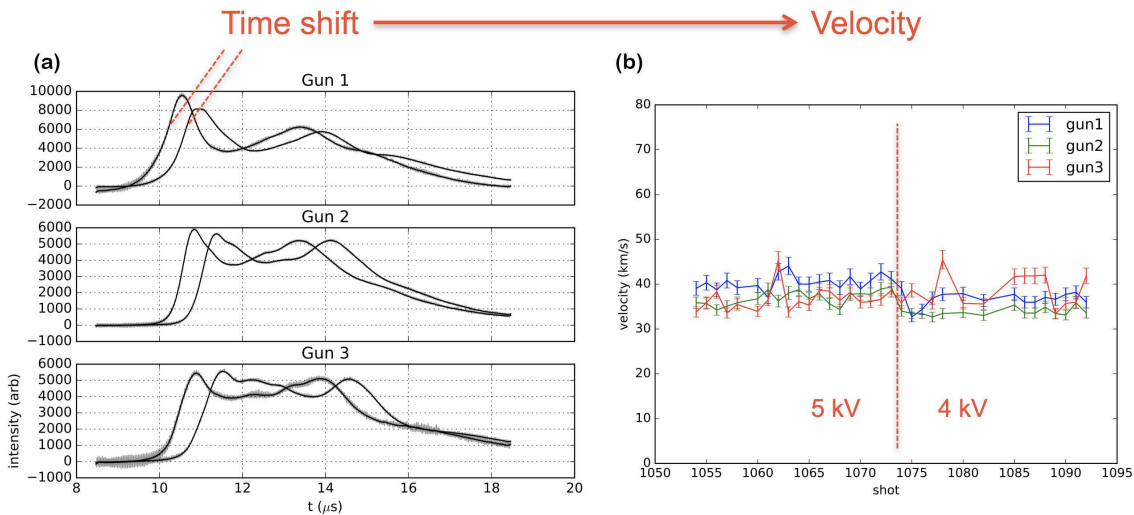 Time shift Velocity
(a)
Gun 1
10000
8000
6000
4000
2000
0
−2000
Gun 2
6000
5000
4000
3000
2000
1000
0
−1000
Gun 3
6000
5000
4000
3000
2000
1000
0
−1000
intensity (arb)
8 10 12 14 16 18 20
t (μs)
(b)
80
70
60
50
40
30
20
10
0
velocity (km/s)
gun1
gun2
gun3
5 kV 4 kV
1050 1055 1060 1065 1070 1075 1080 1085 1090 1095
shot